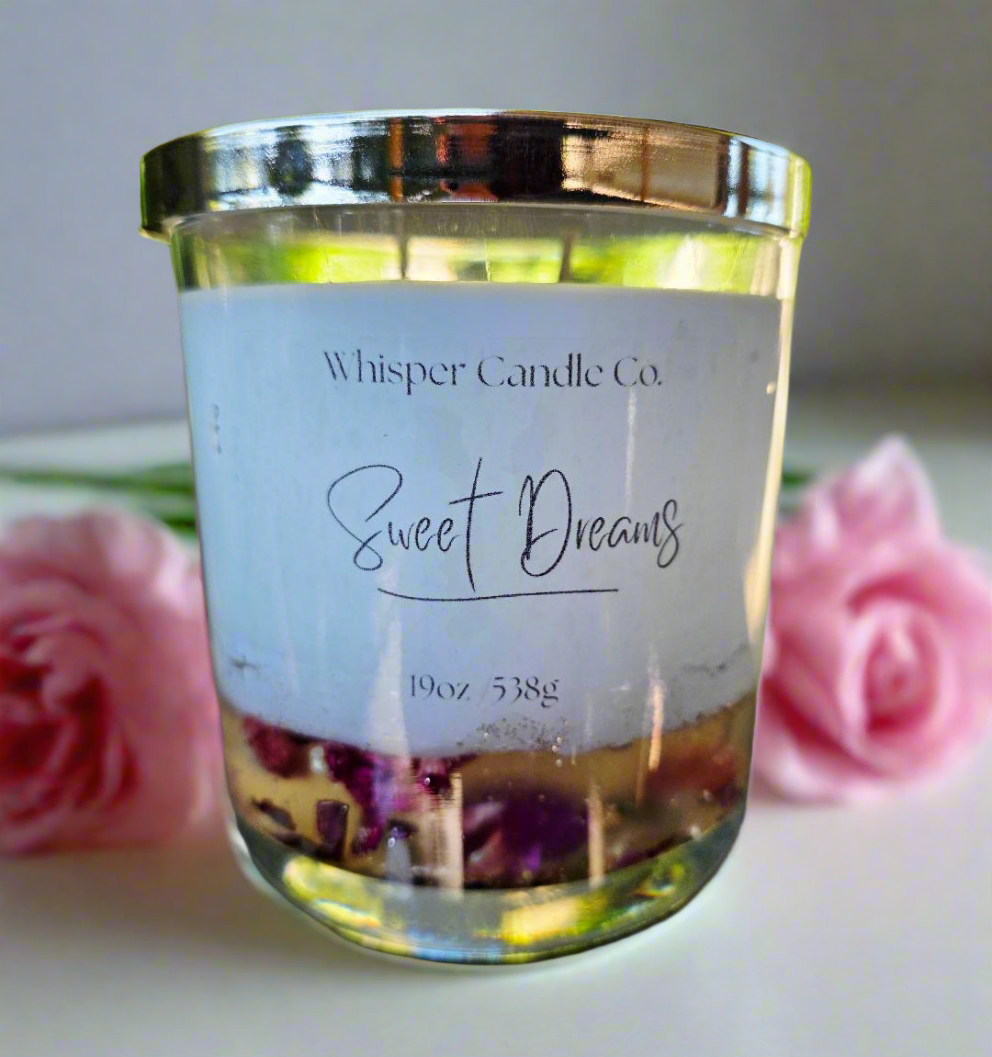 Whisper Candle Co.
Sweet Dreams
19oz 538g